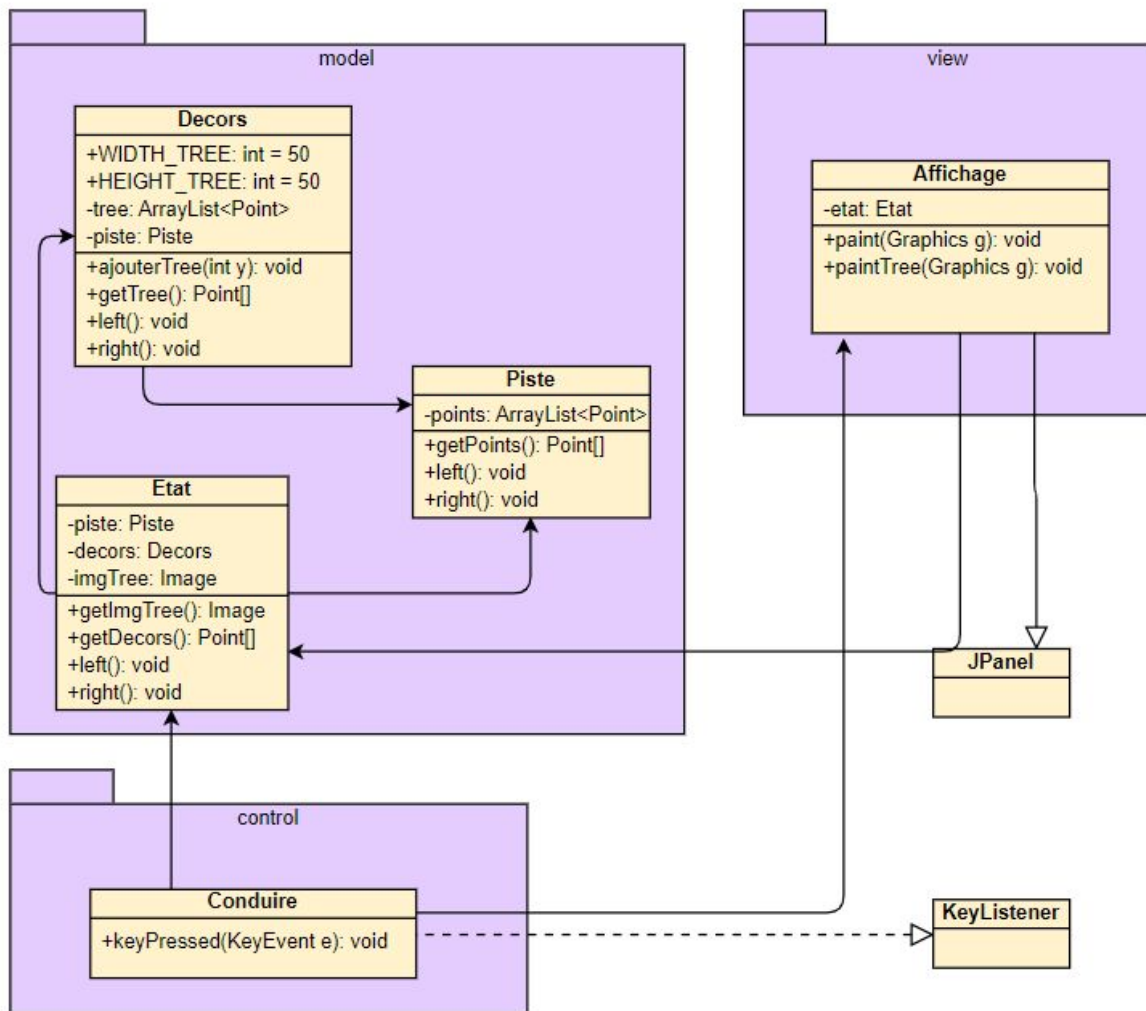 model
Decors
+WIDTH_TREE: int = 50
+HEIGHT_TREE: int = 50
-tree: ArrayList<Point>
-piste: Piste
+ajouterTree(int y): void
+getTree(): Point[]
+left(): void
+right(): void
Piste
-points: ArrayList<Point>
+getPoints(): Point[]
+left(): void
+right(): void
Etat
-piste: Piste
-decors: Decors
-imgTree: Image
+getImgTree(): Image
+getDecors(): Point[]
+left(): void
+right(): void
view
Affichage
-etat: Etat
+paint(Graphics g): void
+paintTree(Graphics g): void
JPanel
control
Conduire
+keyPressed(KeyEvent e): void
KeyListener